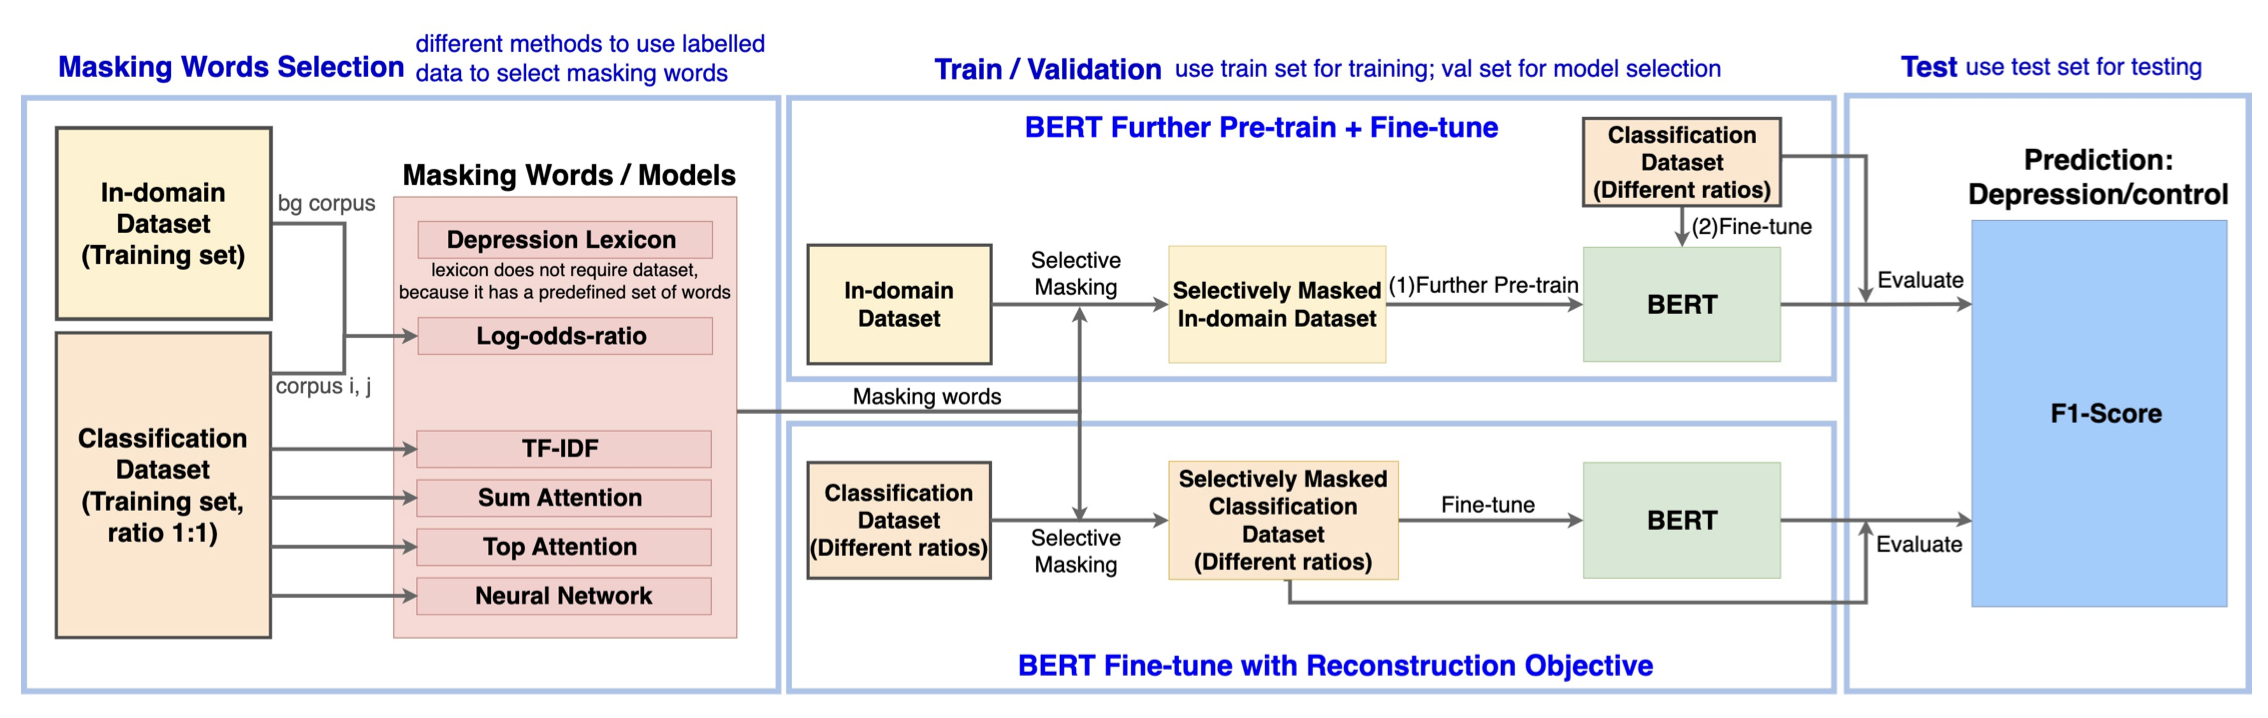 Masking Words Selection
different methods to use labelled
data to select masking words
In-domain
Dataset
(Training set)
bg corpus
corpus i, j
Classification
Dataset
(Training set,
ratio 1:1)
Masking Words / Models
Depression Lexicon
lexicon does not require dataset,
because it has a predefined set of words
Log-odds-ratio
TF-IDF
Sum Attention
Top Attention
Neural Network
Masking words
Train / Validation use train set for training; val set for model selection
BERT Further Pre-train + Fine-tune
In-domain
Dataset
Selective
Masking
Selectively Masked
In-domain Dataset
(1)Further Pre-train
Classification
Dataset
(Different ratios)
(2)Fine-tune
BERT
Evaluate
Classification
Dataset
(Different ratios)
Selective
Masking
Selectively Masked
Classification
Dataset
(Different ratios)
Fine-tune
BERT
Evaluate
BERT Fine-tune with Reconstruction Objective
Test use test set for testing
Prediction:
Depression/control
F1-Score